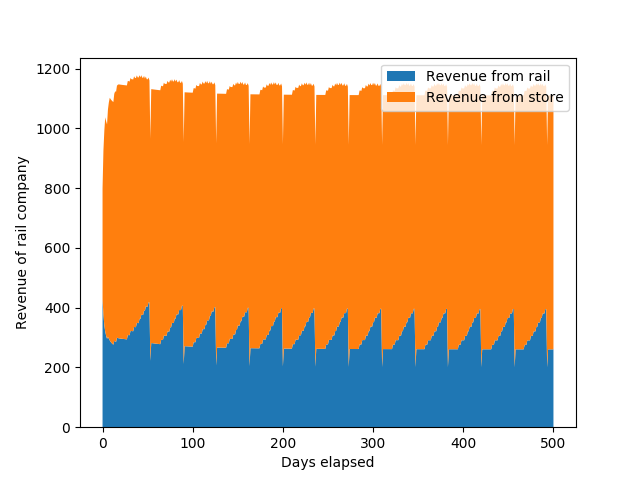 Revenue from rail
Revenue from store
1200
1000
800
600
400
200
0
Revenue of rail company
0 100 200 300 400 500
Days elapsed